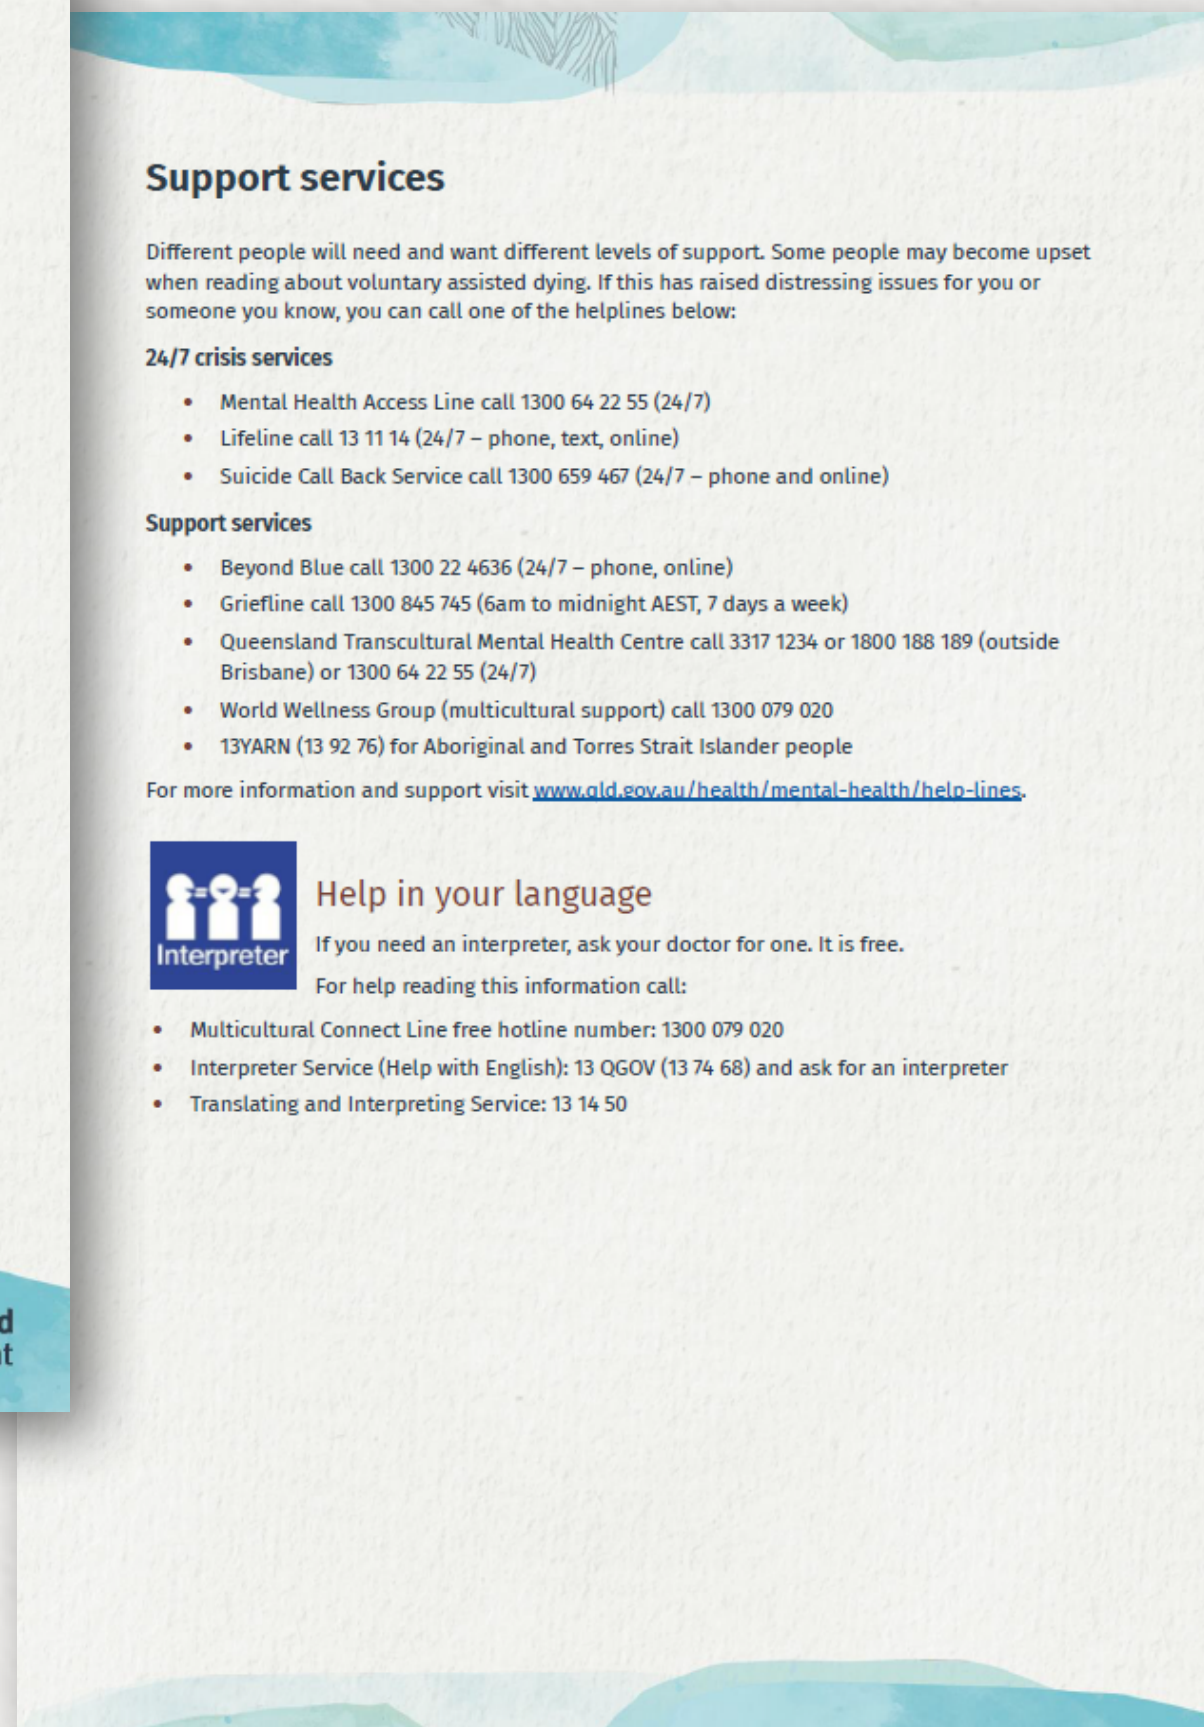 Support services
Different people will need and want different levels of support. Some people may become upset
when reading about voluntary assisted dying. If this has raised distressing issues for you or
someone you know, you can call one of the helplines below:
24/7 crisis services
• Mental Health Access Line call 1300 64 22 55 (24/7)
• Lifeline call 13 11 14 (24/7 – phone, text, online)
• Suicide Call Back Service call 1300 659 467 (24/7 – phone and online)
Support services
• Beyond Blue call 1300 22 4636 (24/7 – phone, online)
• Griefline call 1300 845 745 (6am to midnight AEST, 7 days a week)
• Queensland Transcultural Mental Health Centre call 3317 1234 or 1800 188 189 (outside
Brisbane) or 1300 64 22 55 (24/7)
• World Wellness Group (multicultural support) call 1300 079 020
• 13YARN (13 92 76) for Aboriginal and Torres Strait Islander people
For more information and support visit www.qld.gov.au/health/mental-health/help-lines.
Interpreter
Help in your language
If you need an interpreter, ask your doctor for one. It is free.
For help reading this information call:
• Multicultural Connect Line free hotline number: 1300 079 020
• Interpreter Service (Help with English): 13 QGOV (13 74 68) and ask for an interpreter
• Translating and Interpreting Service: 13 14 50